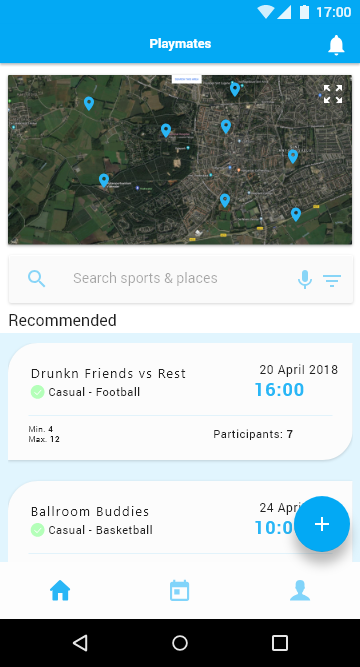 17:00
Playmates
Search sports & places
Recommended
Drunkn Friends vs Rest
20 April 2018
Casual - Football
16:00
Min. 4
Max. 12
Participants: 7
Ballroom Buddies
24 Apri
Casual - Basketball
10:0